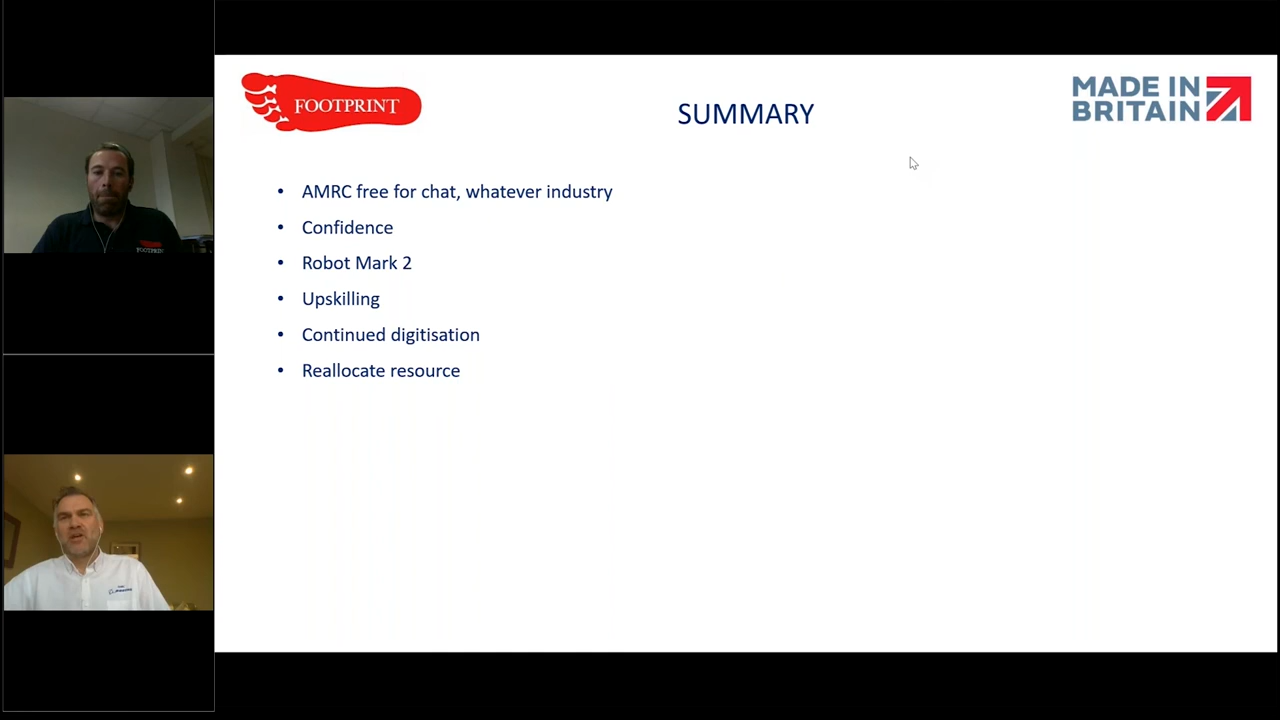 FOOTPRINT
SUMMARY
MADE IN
BRITAIN
• AMRC free for chat, whatever industry
• Confidence
• Robot Mark 2
• Upskilling
• Continued digitisation
• Reallocate resource
FOOTPRINT